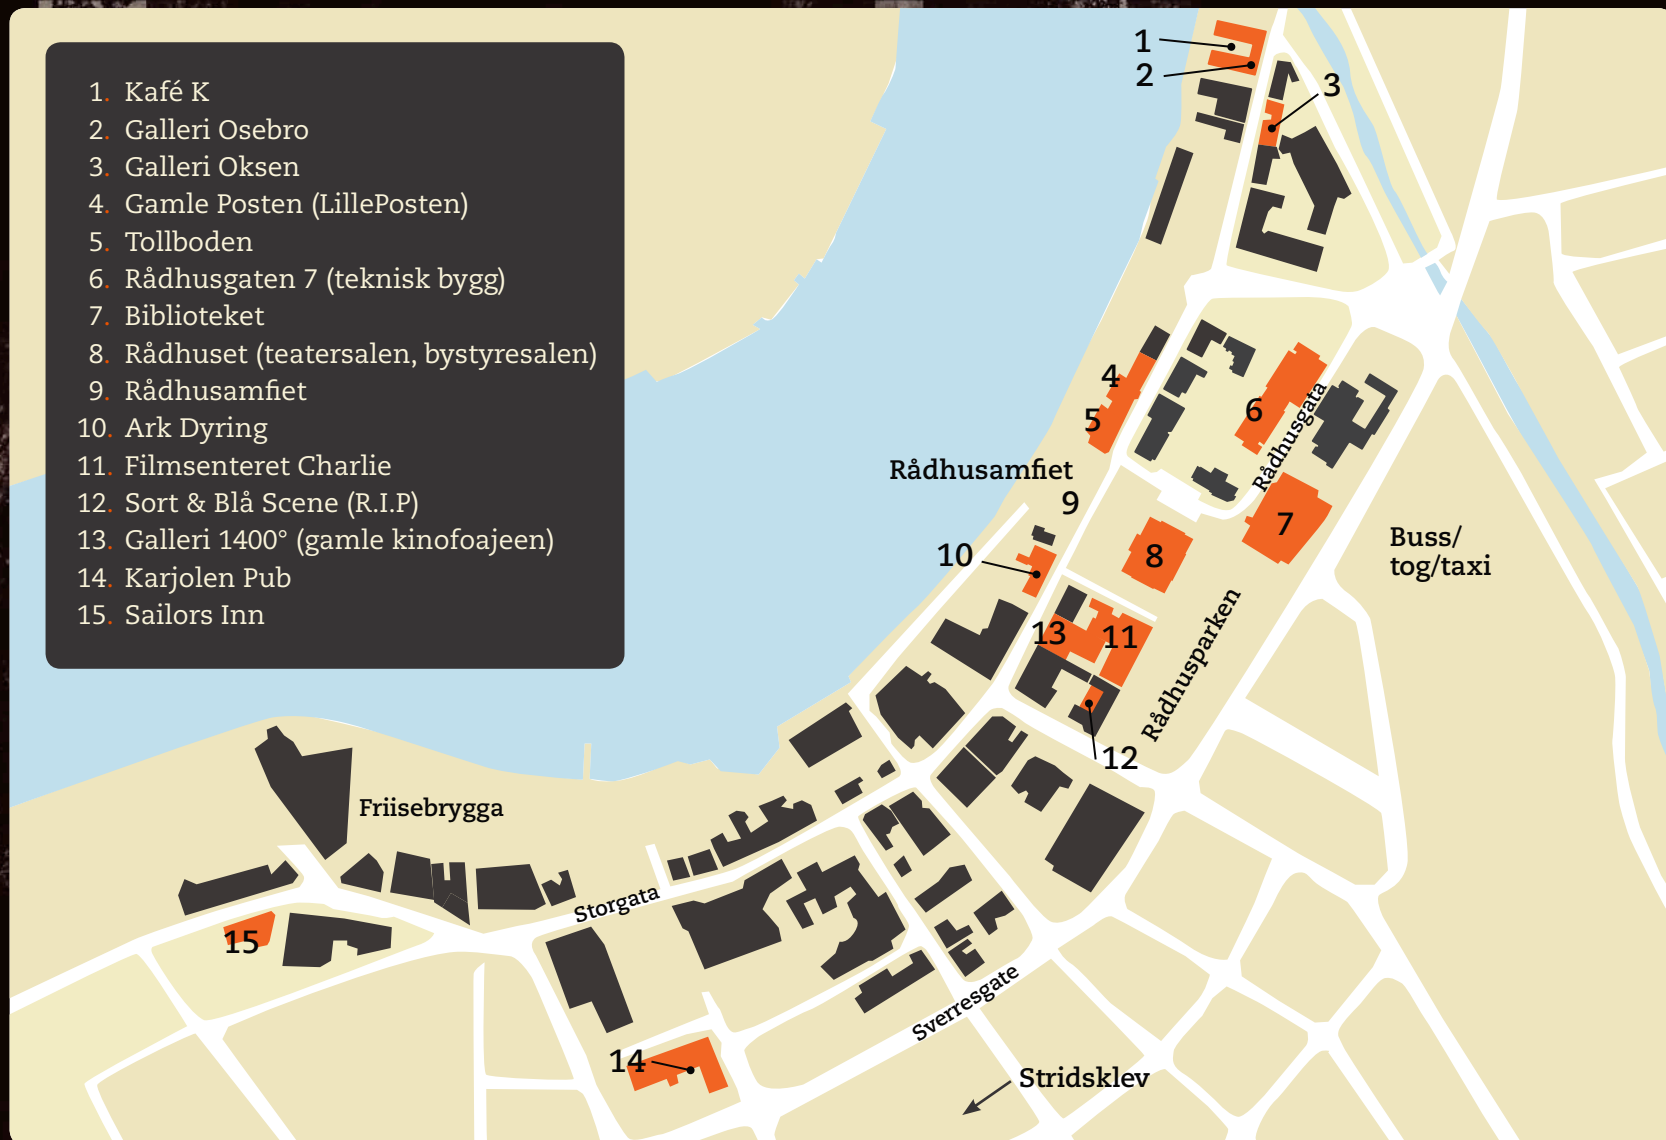 1. Kafé K
2. Galleri Osebro
3. Galleri Oksen
4. Gamle Posten (LillePosten)
5. Tollboden
6. Rådhusgaten 7 (teknisk bygg)
7. Biblioteket
8. Rådhuset (teatersalen, bystyresalen)
9. Rådhusamfiet
10. Ark Dyring
11. Filmsenteret Charlie
12. Sort & Blå Scene (R.I.P)
13. Galleri 1400° (gamle kinofoajeen)
14. Karjolen Pub
15. Sailors Inn
1
2
3
4
5
6
Rådhusgata
Rådhusamfiet
9
7
Buss/
tog/taxi
10
8
13
11
Rådhusparken
12
Friisebrygga
Storgata
15
Sverresgate
14
Stridsklev